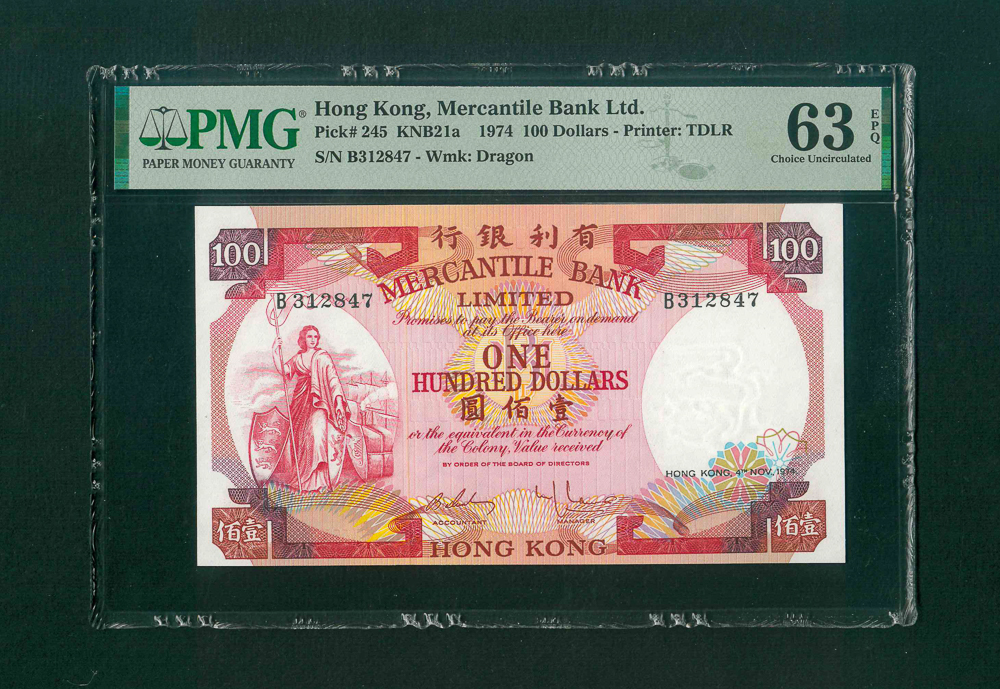 PMG®
PAPER MONEY GUARANTY
Hong Kong, Mercantile Bank Ltd.
Pick# 245 KNB21a 1974 100 Dollars - Printer: TDLR
S/N B312847 - Wmk: Dragon
63 EPQ
Choice Uncirculated
行銀利有
100
100
MERCANTILE BANK
LIMITED
B312847
B312847
Promises to pay the Bearer on demand
at its Office here
ONE
HUNDRED DOLLARS
圓佰壹
or the equivalent in the Currency of
the Colony, Value received
BY ORDER OF THE BOARD OF DIRECTORS
HONG KONG, 4TH NOV, 1974.
ACCOUNTANT
MANAGER
佰壹
佰壹
HONG KONG